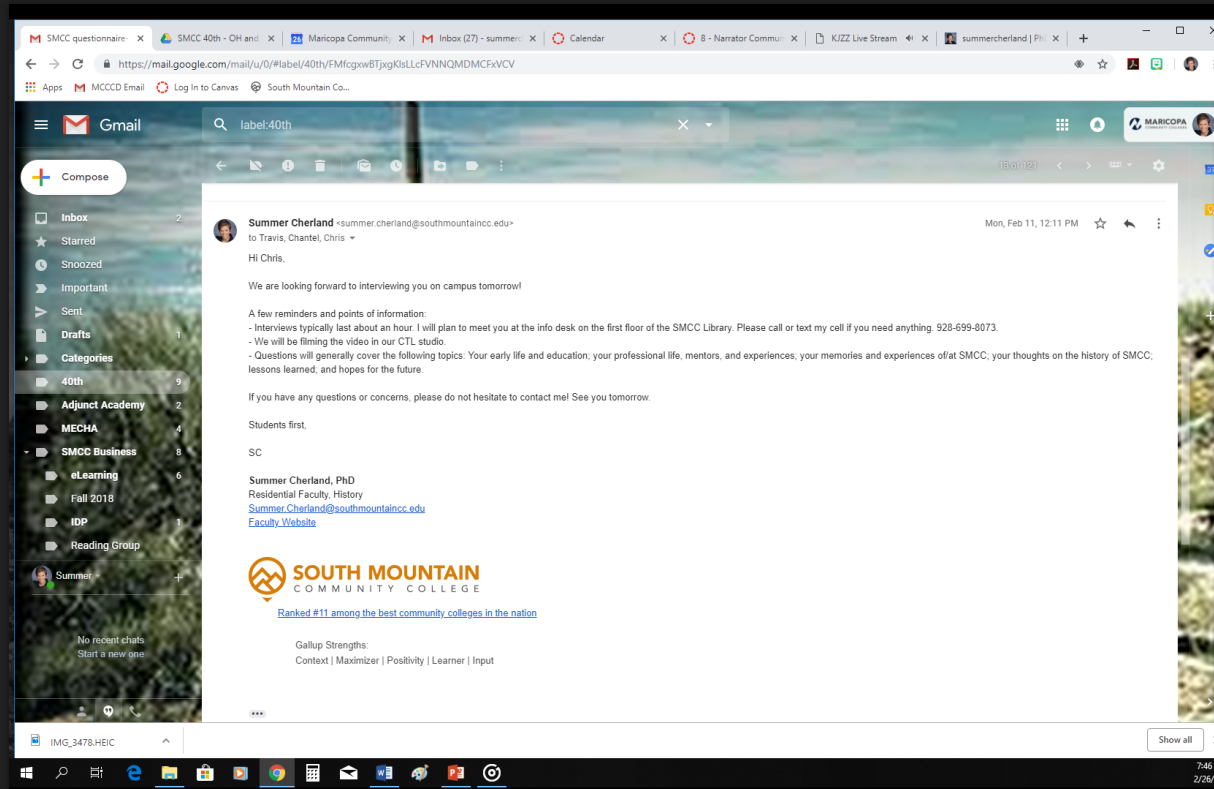 SMCC questionnaire-
SMCC 40th - OH and
Maricopa Community
Inbox (27) - summerc
Calendar
8 - Narrator Commun
KJZZ Live Stream
summercherland | Ph
https://mail.google.com/mail/u/0/#label/40th/FMfcgxwBTjxgKlsLLcFVNNQMDMCFxVCV
Apps
MCCCD Email
Log In to Canvas
South Mountain Co...
Gmail
label:40th
MARICOPA
COMMUNITY COLLEGES
Compose
13 of 121
Inbox 2
Starred
Snoozed
Important
Sent
Drafts 1
Categories
40th 9
Adjunct Academy 2
MECHA 4
SMCC Business 8
eLearning 6
Fall 2018
IDP 1
Reading Group
Summer
No recent chats
Start a new one
Summer Cherland <summer.cherland@southmountaincc.edu>
Mon, Feb 11, 12:11 PM
to Travis, Chantel, Chris
Hi Chris,
We are looking forward to interviewing you on campus tomorrow!
A few reminders and points of information:
- Interviews typically last about an hour. I will plan to meet you at the info desk on the first floor of the SMCC Library. Please call or text my cell if you need anything. 928-699-8073.
- We will be filming the video in our CTL studio.
- Questions will generally cover the following topics: Your early life and education; your professional life, mentors, and experiences; your memories and experiences of/at SMCC; your thoughts on the history of SMCC;
lessons learned; and hopes for the future.
If you have any questions or concerns, please do not hesitate to contact me! See you tomorrow.
Students first,
SC
Summer Cherland, PhD
Residential Faculty, History
Summer.Cherland@southmountaincc.edu
Faculty Website
SOUTH MOUNTAIN
COMMUNITY COLLEGE
Ranked #11 among the best community colleges in the nation
Gallup Strengths:
Context | Maximizer | Positivity | Learner | Input
IMG_3478.HEIC
Show all
7:46
2/26/